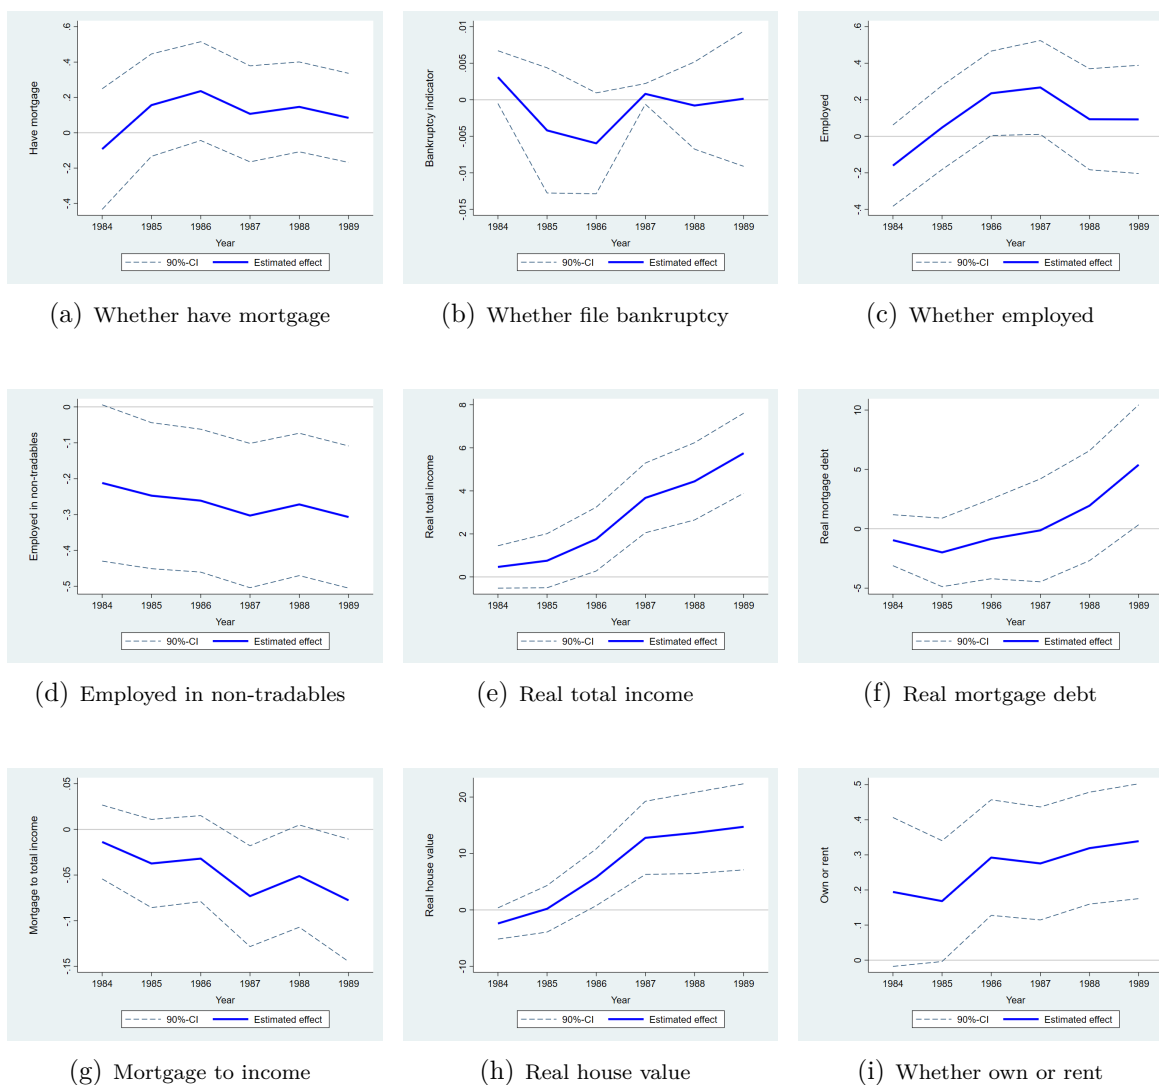 Have mortgage
-.4 -.2 0 .2 .4 .6
1984 1985 1986 1987 1988 1989
Year
90%-CI Estimated effect
(a) Whether have mortgage
Bankruptcy indicator
-.015 -.01 -.005 0 .005 .01
1984 1985 1986 1987 1988 1989
Year
90%-CI Estimated effect
(b) Whether file bankruptcy
Employed
-.4 -.2 0 .2 .4 .6
1984 1985 1986 1987 1988 1989
Year
90%-CI Estimated effect
(c) Whether employed
Employed in non-tradables
-.5 -.4 -.3 -.2 -.1 0
1984 1985 1986 1987 1988 1989
Year
90%-CI Estimated effect
(d) Employed in non-tradables
Real total income
0 2 4 6 8
1984 1985 1986 1987 1988 1989
Year
90%-CI Estimated effect
(e) Real total income
Real mortgage debt
-5 0 5 10
1984 1985 1986 1987 1988 1989
Year
90%-CI Estimated effect
(f) Real mortgage debt
Mortgage to total income
-.15 -.1 -.05 0 .05
1984 1985 1986 1987 1988 1989
Year
90%-CI Estimated effect
(g) Mortgage to income
Real house value
-10 0 10 20
1984 1985 1986 1987 1988 1989
Year
90%-CI Estimated effect
(h) Real house value
Own or rent
0 .1 .2 .3 .4 .5
1984 1985 1986 1987 1988 1989
Year
90%-CI Estimated effect
(i) Whether own or rent